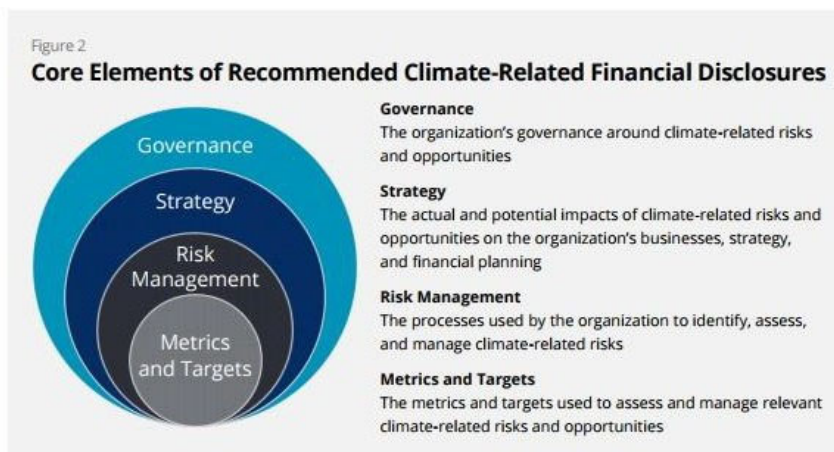 Figure 2
Core Elements of Recommended Climate-Related Financial Disclosures
Governance
Strategy
Risk
Management
Metrics
and Targets
Governance
The organization's governance around climate-related risks
and opportunities
Strategy
The actual and potential impacts of climate-related risks and
opportunities on the organization's businesses, strategy,
and financial planning
Risk Management
The processes used by the organization to identify, assess,
and manage climate-related risks
Metrics and Targets
The metrics and targets used to assess and manage relevant
climate-related risks and opportunities